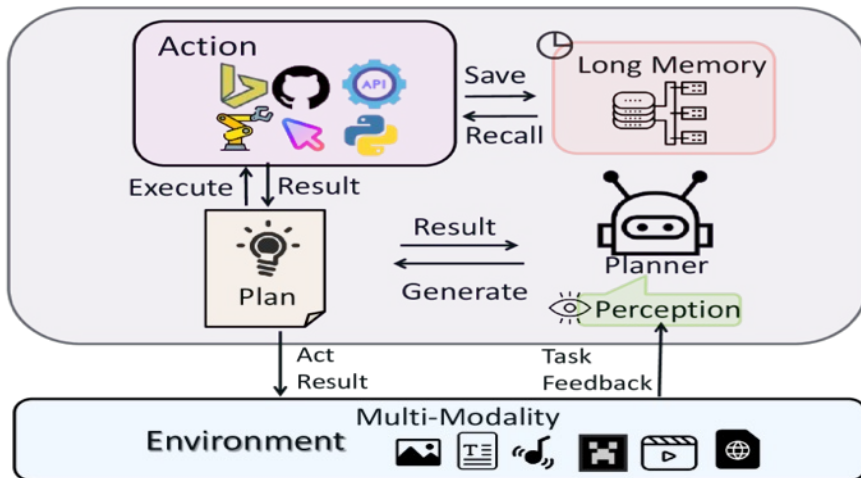 Action
API
Save
Recall
Long Memory
Execute
Result
Plan
Result
Generate
Planner
Perception
Act
Result
Task
Feedback
Multi-Modality
Environment
T